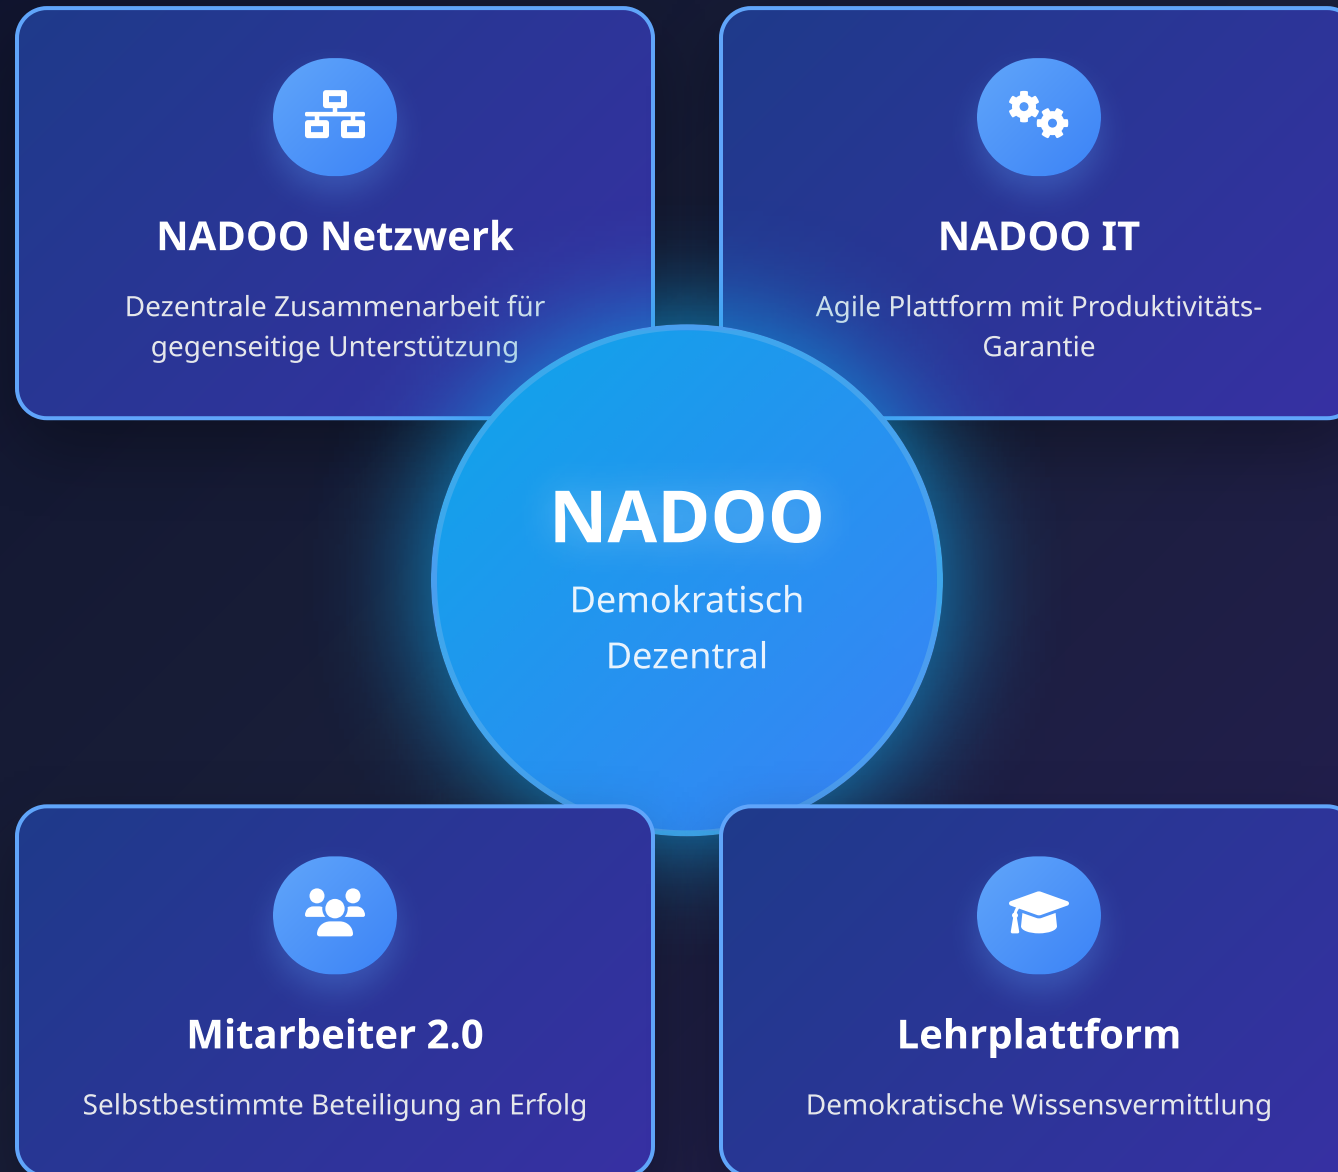 NADOO Netzwerk
Dezentrale Zusammenarbeit für
gegenseitige Unterstützung
NADOO IT
Agile Plattform mit Produktivitäts-
Garantie
NADOO
Demokratisch
Dezentral
Mitarbeiter 2.0
Selbstbestimmte Beteiligung an Erfolg
Lehrplattform
Demokratische Wissensvermittlung